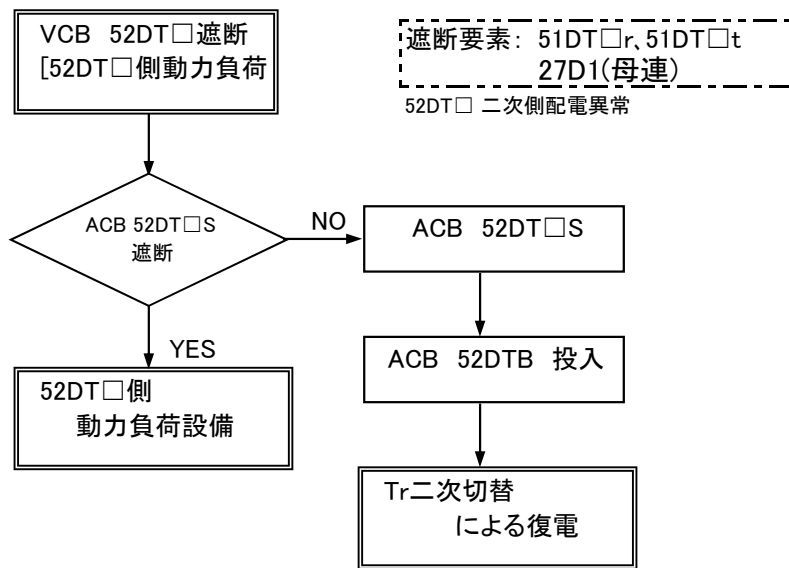 VCB 52DT□遮断
[52DT□側動力負荷
遮断要素: 51DT□r、51DT□t
27D1(母連)
52DT□ 二次側配電異常
ACB 52DT□S
遮断
NO
ACB 52DT□S
YES
ACB 52DTB 投入
52DT□側
動力負荷設備
Tr二次切替
による復電